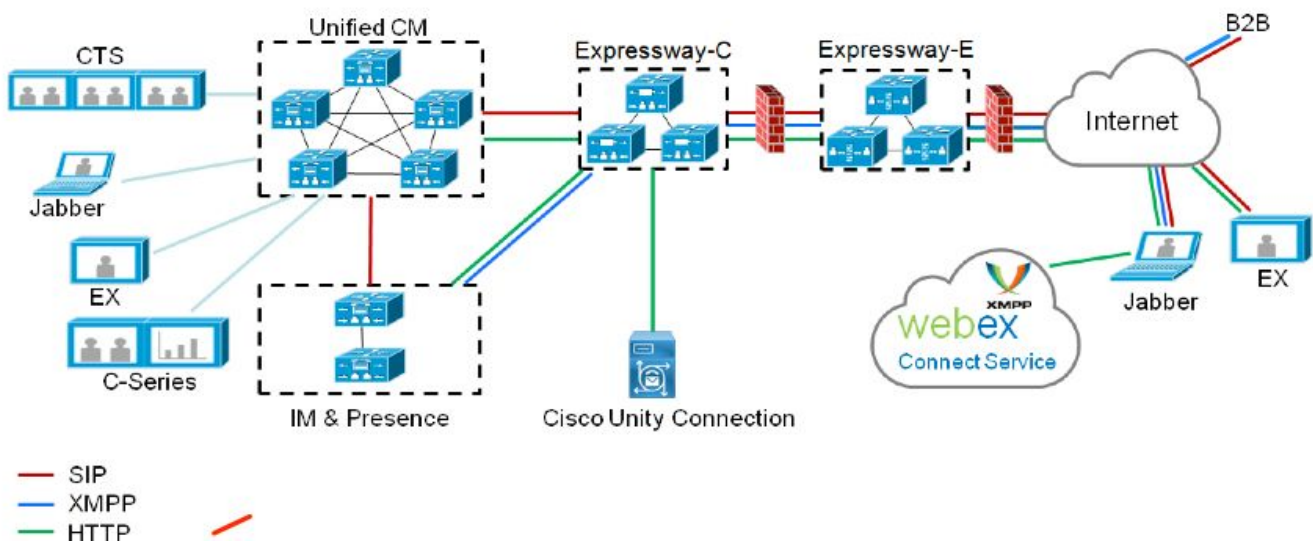 Unified CM
CTS
Expressway-C
Expressway-E
B2B
Internet
Jabber
EX
C-Series
IM & Presence
Cisco Unity Connection
XMPP
webex
Connect Service
Jabber
EX
SIP
XMPP
HTTP